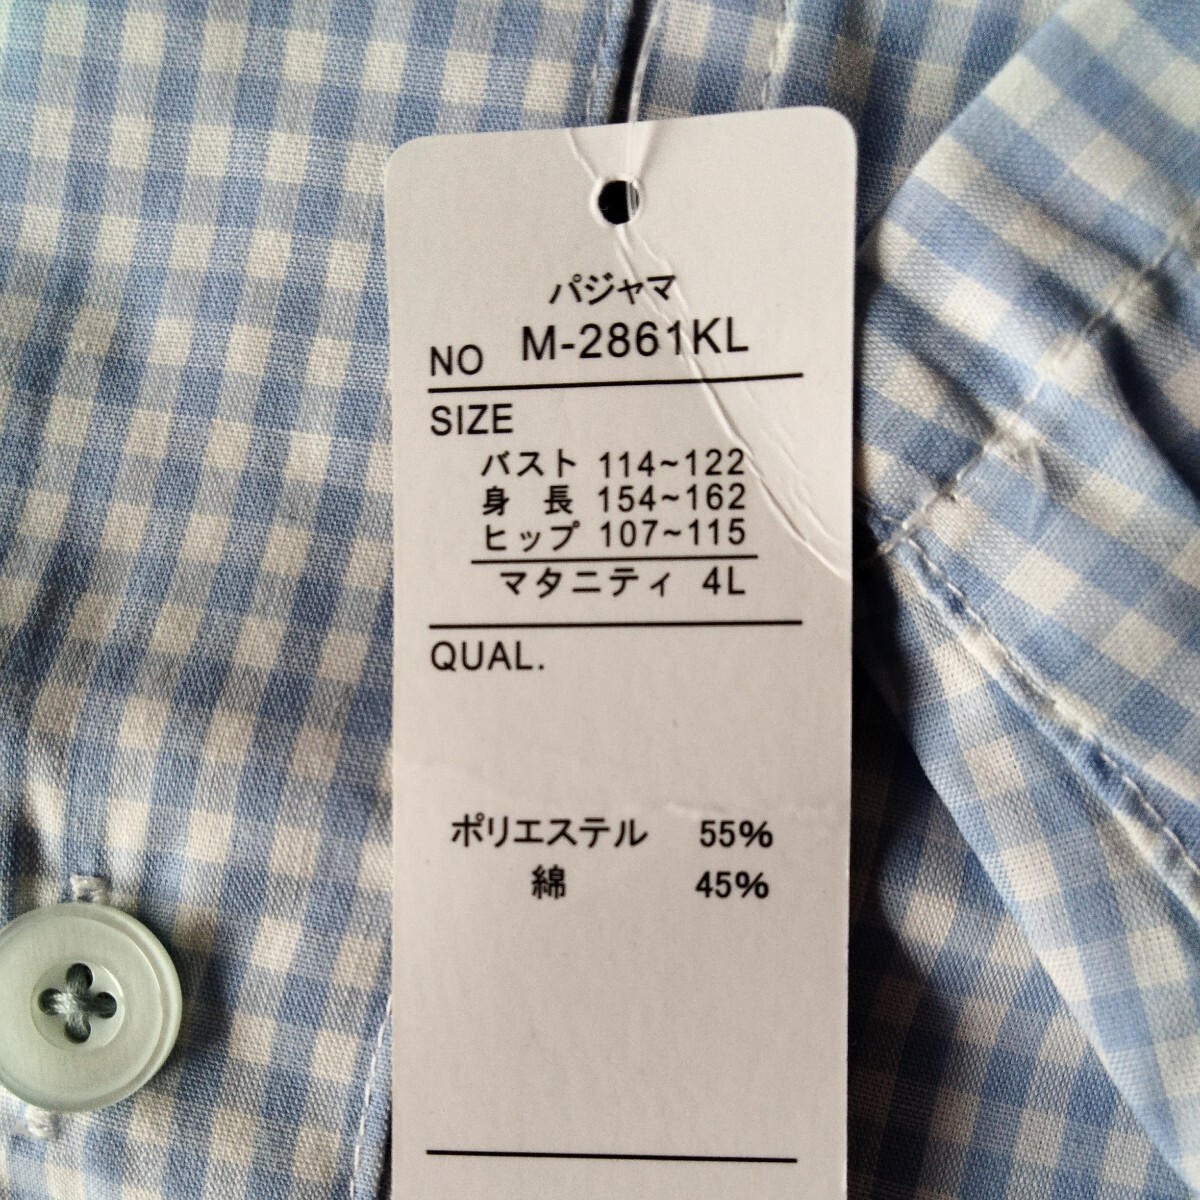 パジャマ
NO M-2861KL
SIZE
バスト 114~122
身長 154~162
ヒップ 107~115
マタニティ 4L
QUAL.
ポリエステル 55%
綿 45%